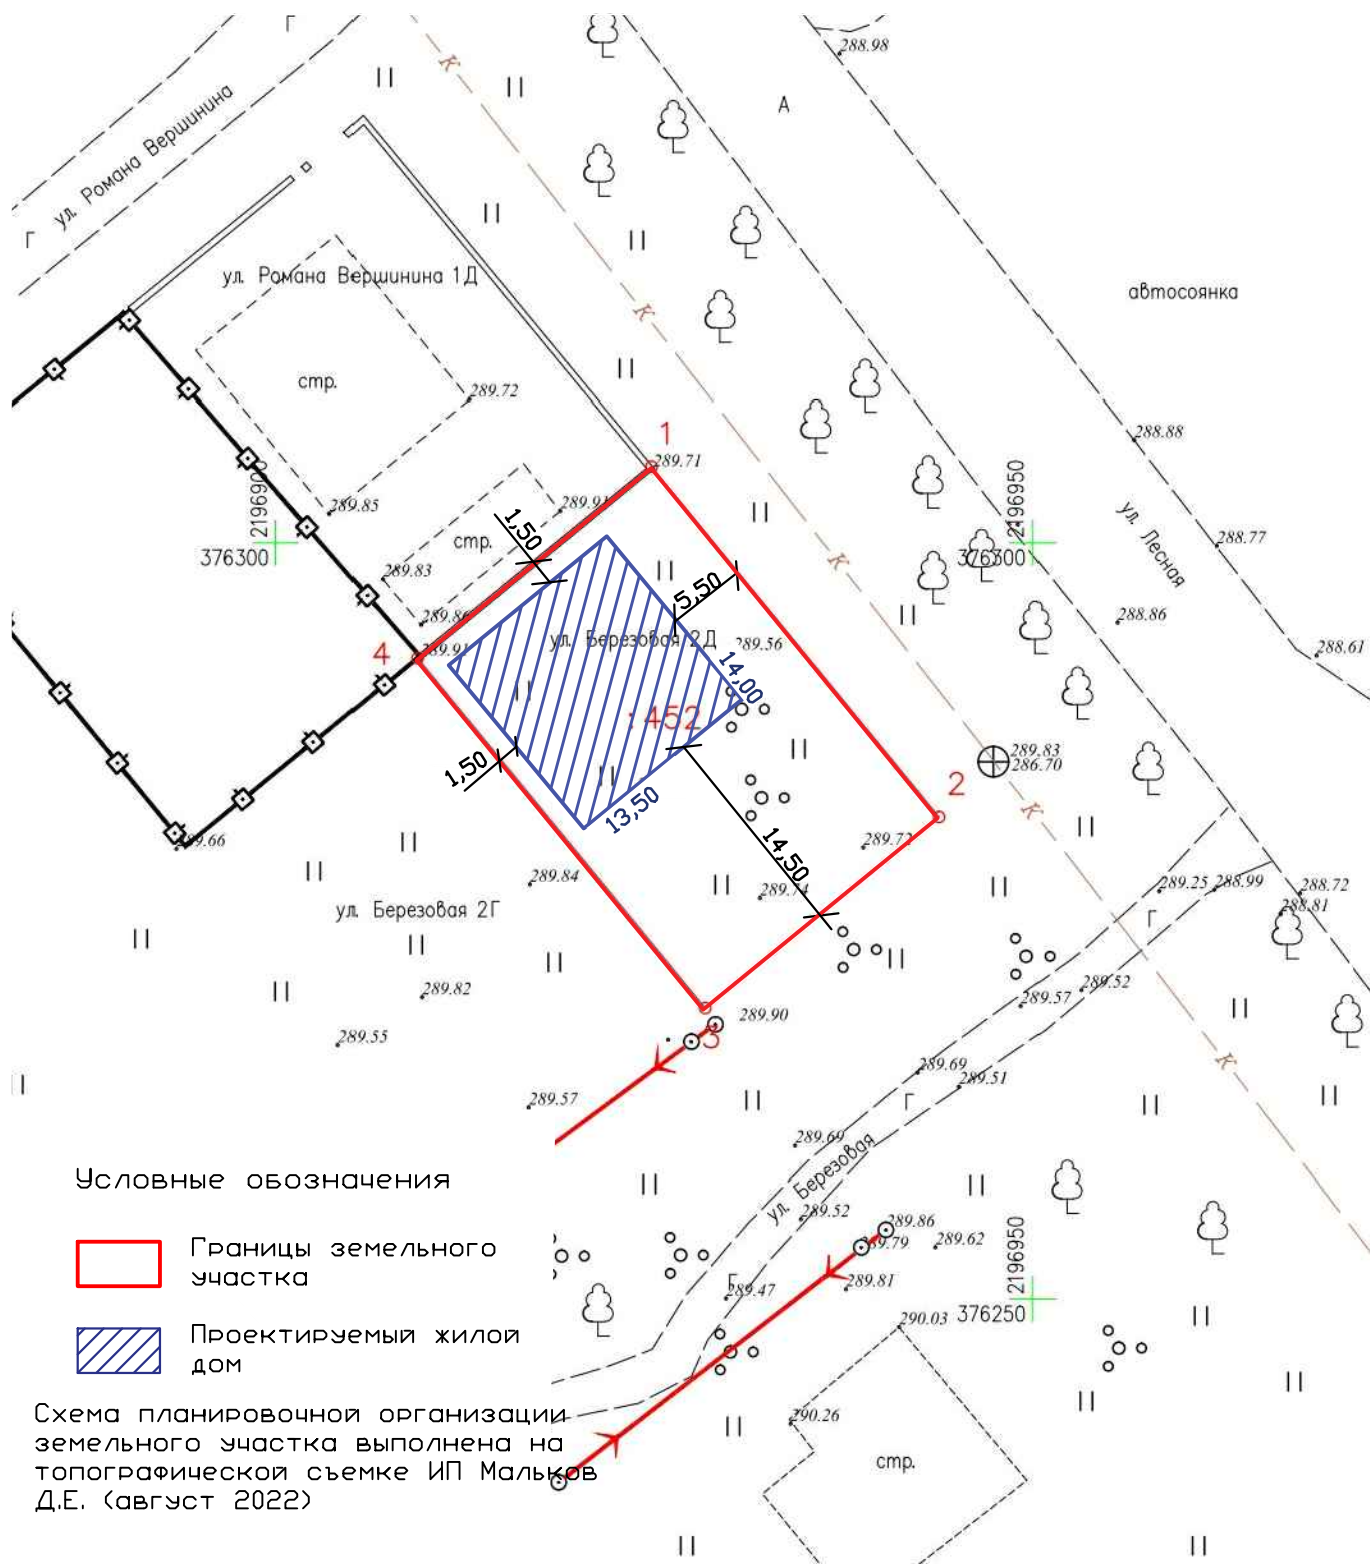 Г
К
288.98
А
ул. Романа Вершинина
Г
ул. Романа Вершинина 1Д
автосоянка
К
стр.
289.72
1
289.71
288.88
2196900
289.85
289.91
2196950
ул. Лесная
1,50
стр.
288.77
376300
К
376300
289.83
5,50
289.86
288.86
ул. Березовая 2Д
289.56
288.61
4
289.91
14,00
:452
1,50
289.83
286.70
13,50
2
К
289.66
14,50
289.72
289.84
289.74
289.25
288.99
288.72
288.81
ул. Березовая 2Г
Г
289.82
289.52
289.57
289.90
3
289.55
К
289.69
289.51
289.57
Г
289.69
ул. Березовая
Условные обозначения
289.52
289.86
289.79
289.62
2196950
Границы земельного
участка
Г
289.47
289.81
290.03
376250
Проектируемый жилой
дом
290.26
Схема планировочной организации
земельного участка выполнена на
топографической съемке ИП Мальков
Д.Е. (август 2022)
стр.